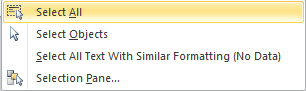 Select All
Select Objects
Select All Text With Similar Formatting (No Data)
Selection Pane...